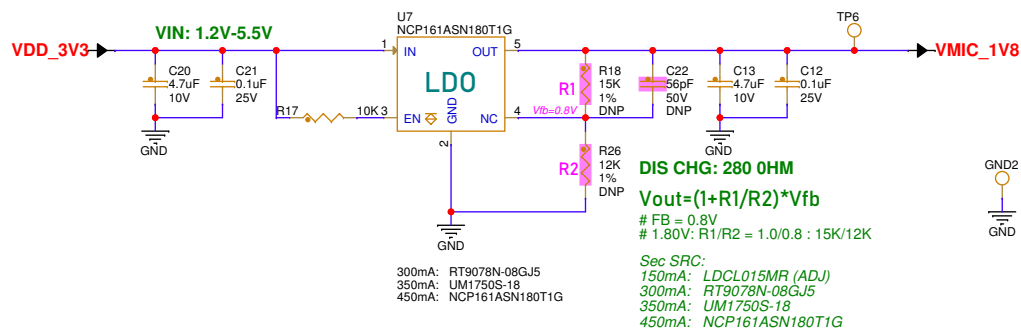 TP6
U7
NCP161ASN180T1G
VIN: 1.2V-5.5V
VDD_3V3
1
IN
OUT
5
VMIC_1V8
C20
4.7uF
10V
C21
0.1uF
25V
LDO
R1
R18
15K
1%
DNP
C22
56pF
50V
DNP
C13
4.7uF
10V
C12
0.1uF
25V
R17
10K
3
EN
GND
NC
4
Vfb=0.8V
2
GND
GND
R2
R26
12K
1%
DNP
DIS CHG: 280 0HM
GND2
Vout=(1+R1/R2)*Vfb
# FB = 0.8V
# 1.80V: R1/R2 = 1.0/0.8 : 15K/12K
GND
GND
Sec SRC:
150mA: LDCL015MR (ADJ)
300mA: RT9078N-08GJ5
350mA: UM1750S-18
450mA: NCP161ASN180T1G
300mA: RT9078N-08GJ5
350mA: UM1750S-18
450mA: NCP161ASN180T1G